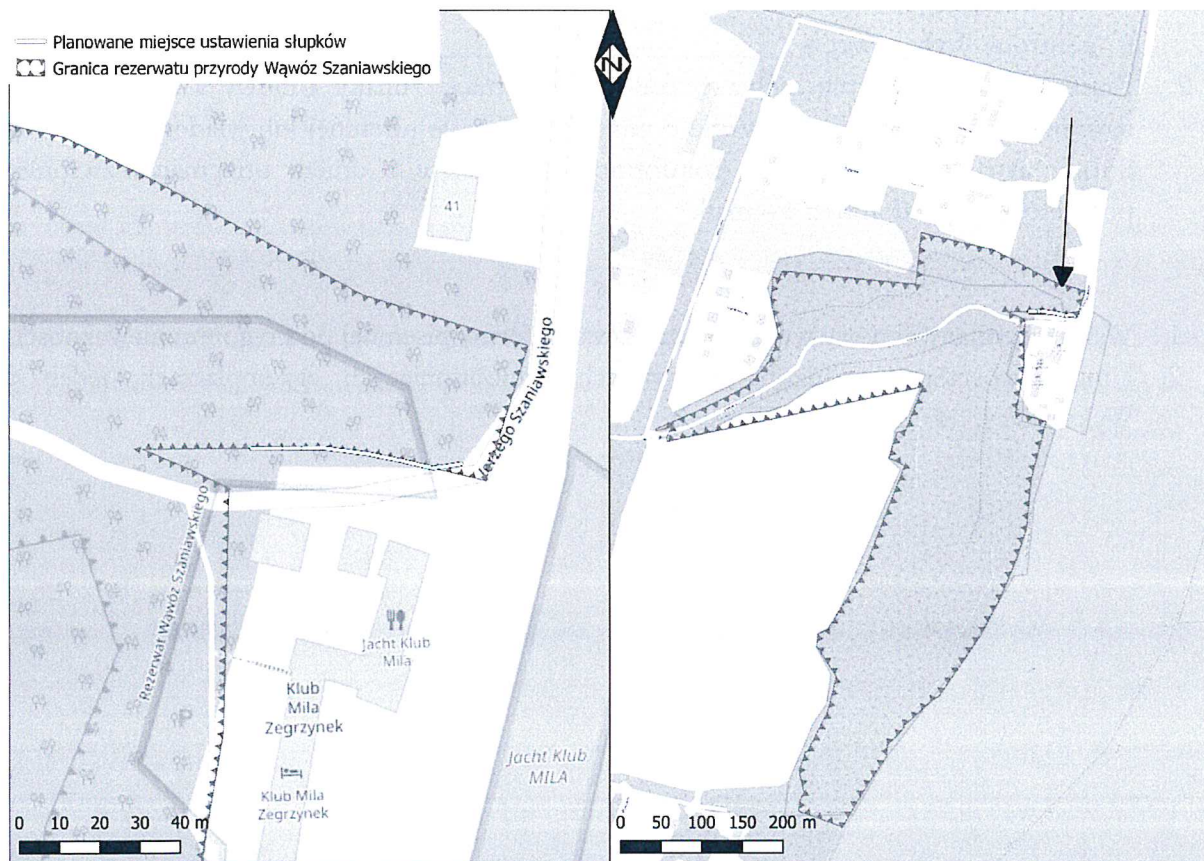 Planowane miejsce ustawienia słupków
Granica rezerwatu przyrody Wąwóz Szaniawskiego
N
41
Jerzego Szaniawskiego
Rezerwat Wąwóz Szaniawskiego
P
Jacht Klub
Mila
Klub
Mila
Zegrzynek
Klub Mila
Zegrzynek
Jacht Klub
MILA
0 10 20 30 40 m
0 50 100 150 200 m